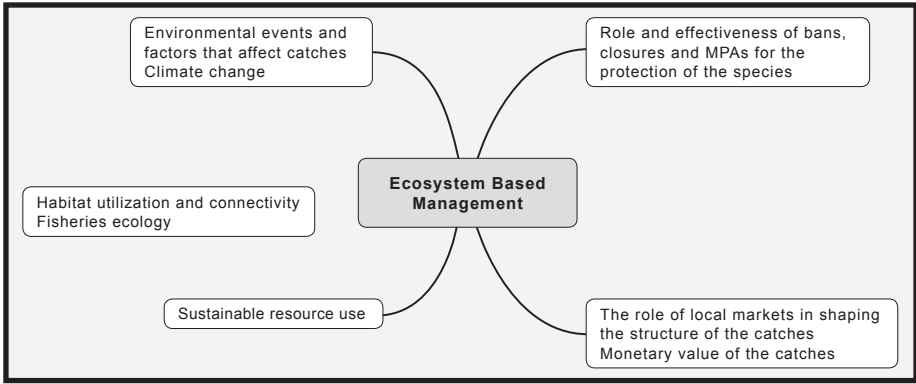 Environmental events and
factors that affect catches
Climate change
Role and effectiveness of bans,
closures and MPAs for the
protection of the species
Ecosystem Based
Management
Habitat utilization and connectivity
Fisheries ecology
Sustainable resource use
The role of local markets in shaping
the structure of the catches
Monetary value of the catches